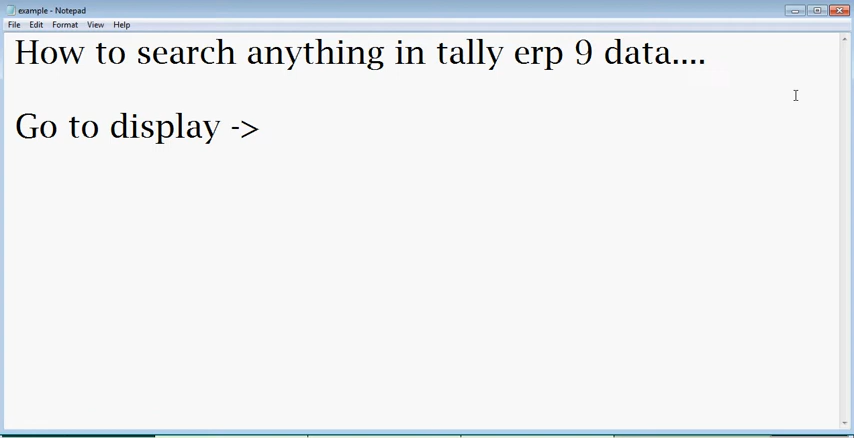 example - Notepad
File Edit Format View Help
How to search anything in tally erp 9 data....
Go to display ->